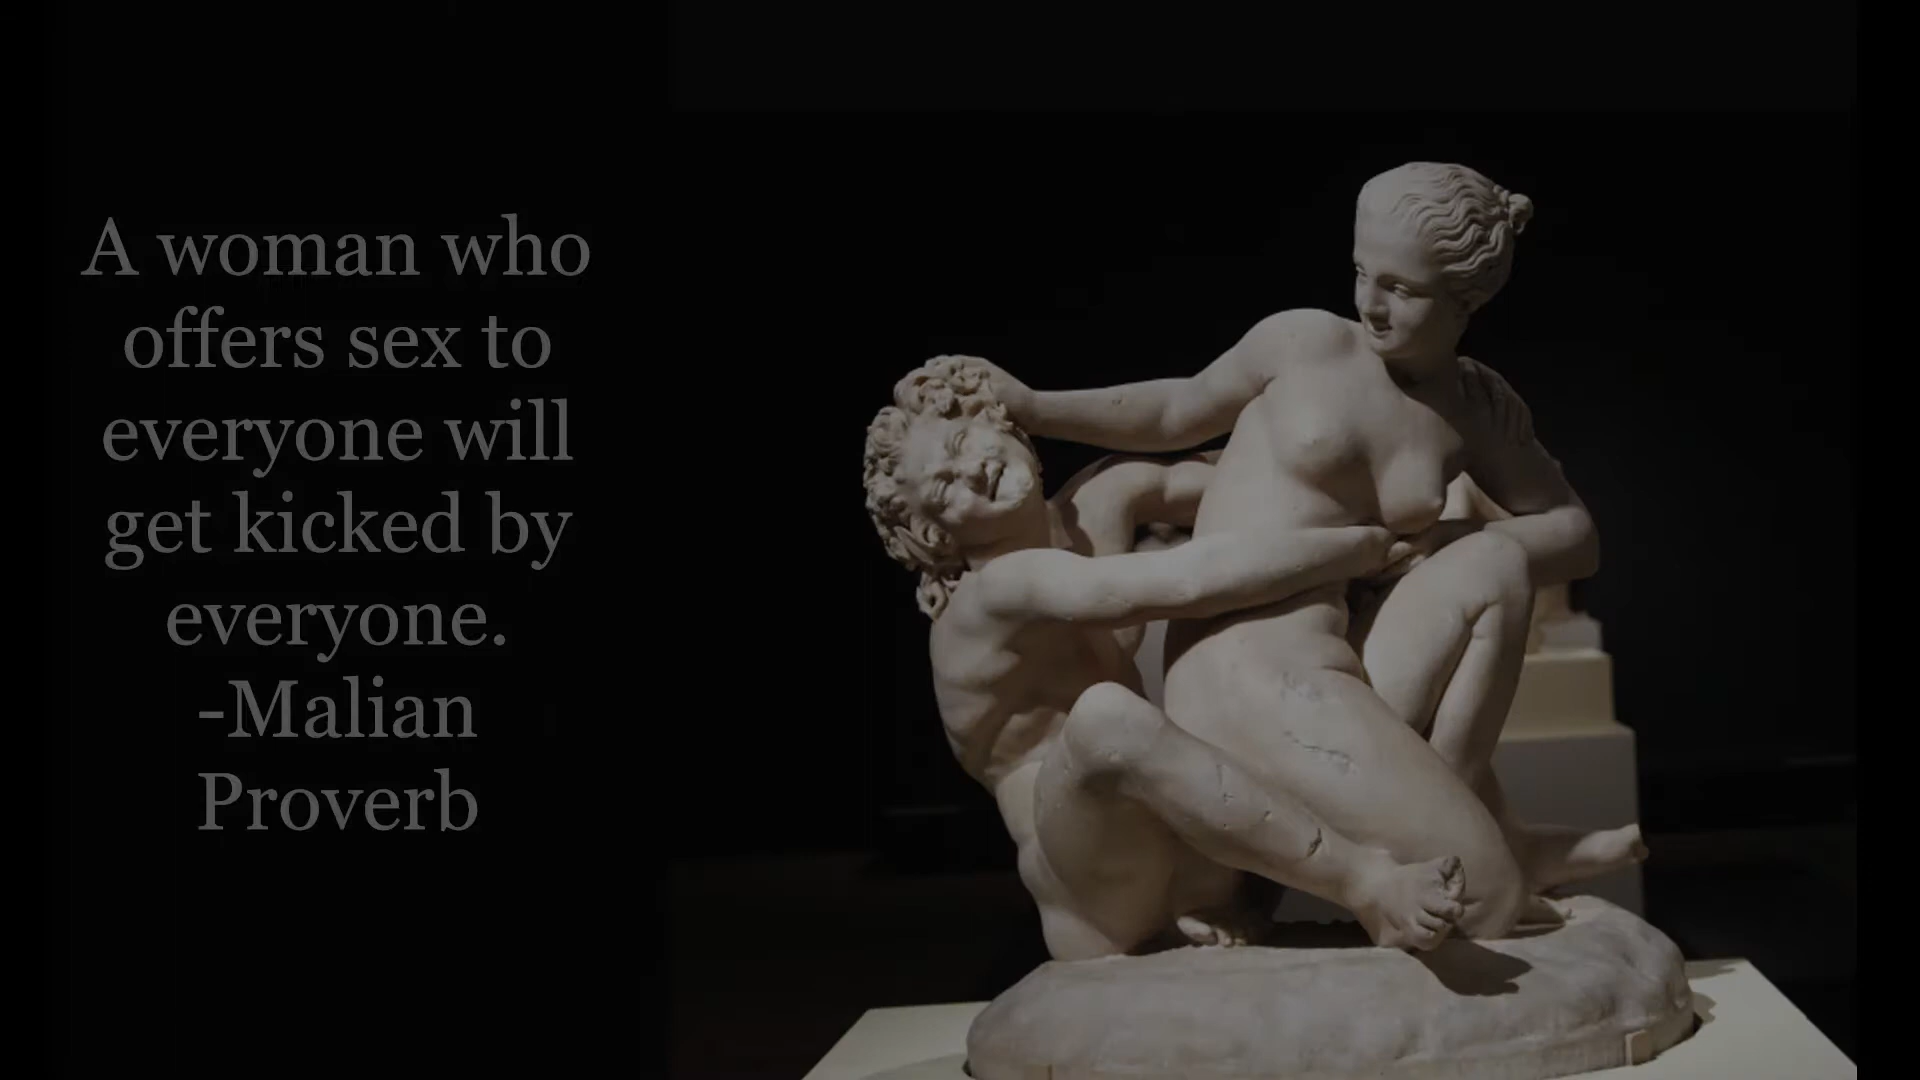 A woman who
offers sex to
everyone will
get kicked by
everyone.
-Malian
Proverb